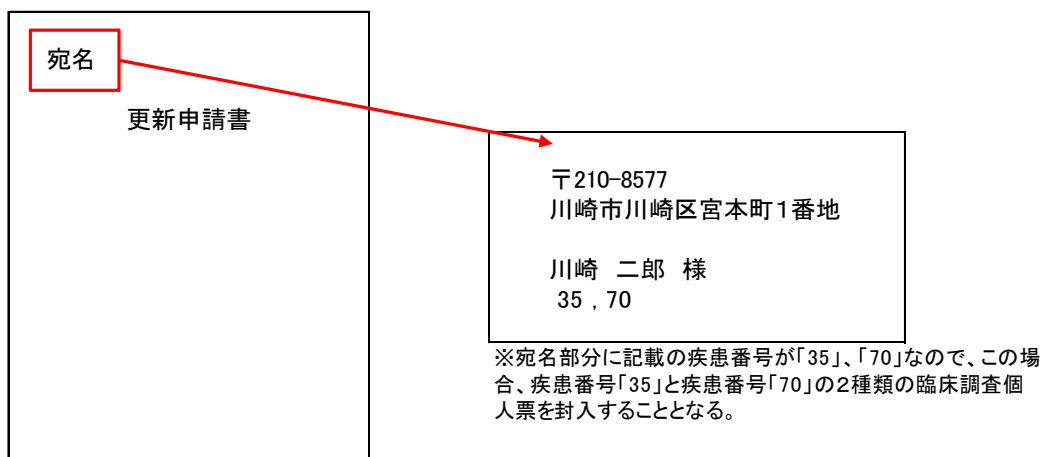 宛名
更新申請書
〒210-8577
川崎市川崎区宮本町1番地
川崎　二郎　様
35 , 70
※宛名部分に記載の疾患番号が「35」、「70」なので、この場
合、疾患番号「35」と疾患番号「70」の2種類の臨床調査個
人票を封入することとなる。